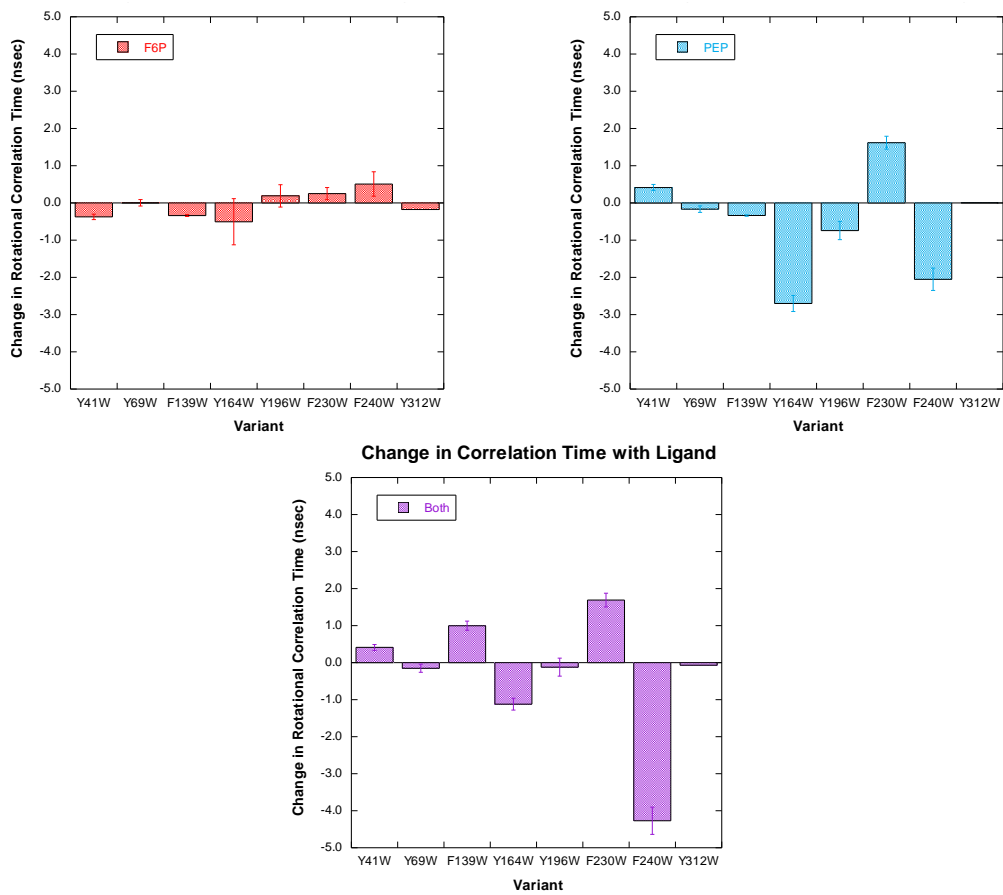 F6P
Change in Rotational Correlation Time (nsec)
5.0
4.0
3.0
2.0
1.0
0.0
-1.0
-2.0
-3.0
-4.0
-5.0
Y41W Y69W F139W Y164W Y196W F230W F240W Y312W
Variant
PEP
Change in Rotational Correlation Time (nsec)
5.0
4.0
3.0
2.0
1.0
0.0
-1.0
-2.0
-3.0
-4.0
-5.0
Y41W Y69W F139W Y164W Y196W F230W F240W Y312W
Variant
Change in Correlation Time with Ligand
Both
Change in Rotational Correlation Time (nsec)
5.0
4.0
3.0
2.0
1.0
0.0
-1.0
-2.0
-3.0
-4.0
-5.0
Y41W Y69W F139W Y164W Y196W F230W F240W Y312W
Variant